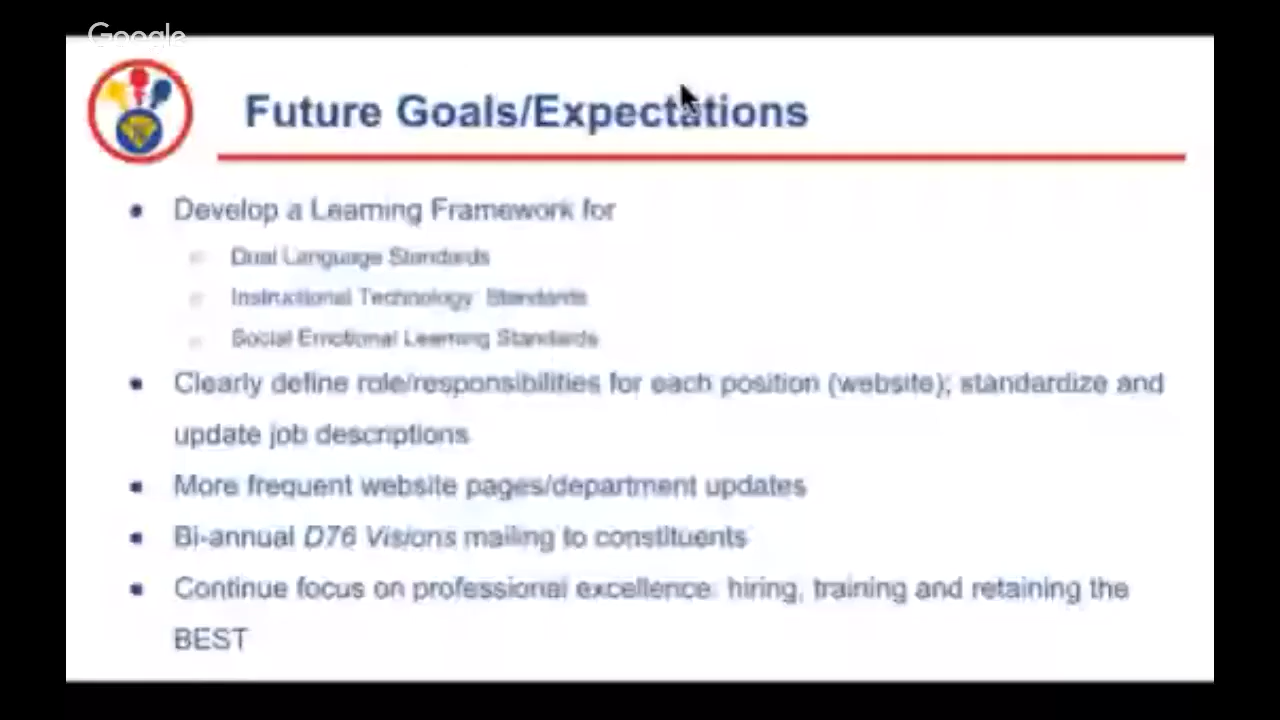 Google
Future Goals/Expectations
• Develop a Learning Framework for
○ Dual Language Standards
○ Instructional Technology Standards
○ Social Emotional Learning Standards
• Clearly define role/responsibilities for each position (website); standardize and
update job descriptions
• More frequent website pages/department updates
• Bi-annual D76 Visions mailing to constituents
• Continue focus on professional excellence: hiring, training and retaining the
BEST